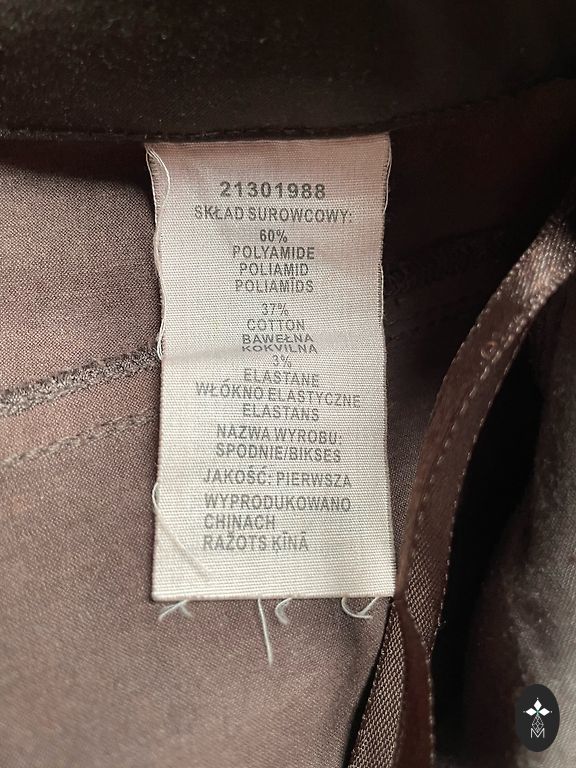 21301988
SKŁAD SUROWCOWY:
60%
POLYAMIDE
POLIAMID
POLIAMĪDS
37%
COTTON
BAWEŁNA
KOKVILNA
3%
ELASTANE
WŁÓKNO ELASTYCZNE
ELASTANS
NAZWA WYROBU:
SPODNIE/BIKSES
JAKOŚĆ: PIERWSZA
WYPRODUKOWANO
CHINACH
RAŽOTS ĶĪNĀ
M